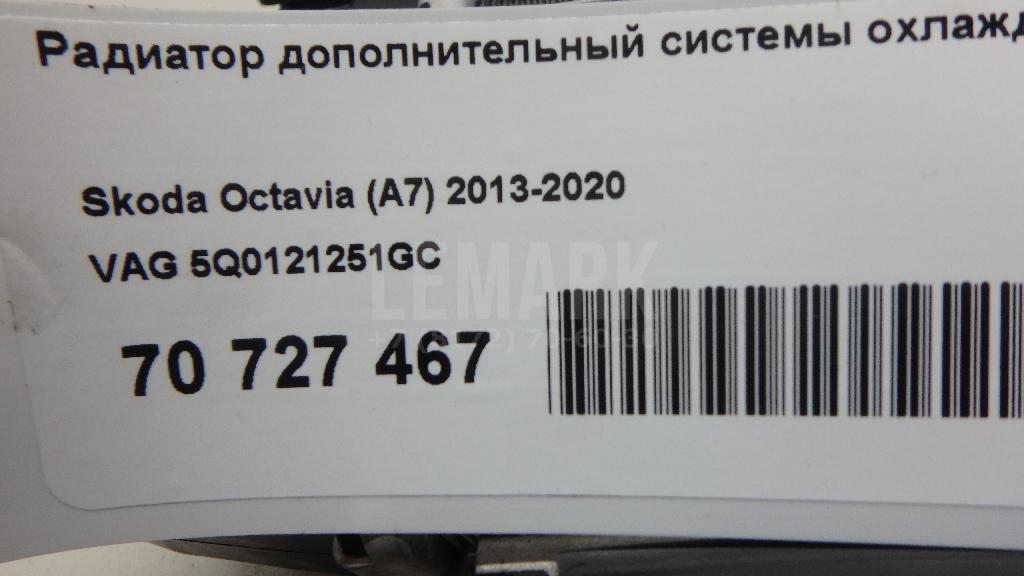 Радиатор дополнительный системы охлажд
Skoda Octavia (A7) 2013-2020
VAG 5Q0121251GC
LEMARK
70 727 467